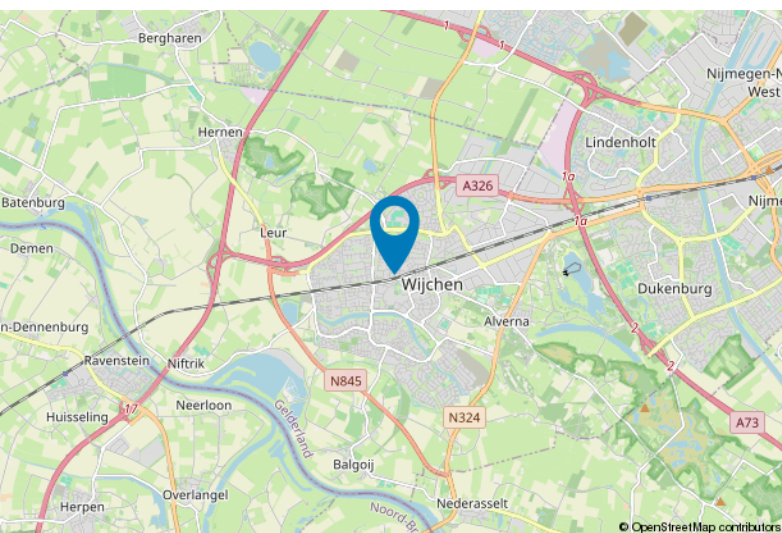 Bergharen
1
1
Nijmegen-N
West
Hernen
Lindenholt
1a
A326
Batenburg
Nijme
1a
Leur
Demen
Wijchen
Dukenburg
n-Dennenburg
Alverna
2
Ravenstein
Niftrik
2
N845
17
Neerloon
Huisseling
Gelderland
N324
A73
Balgoij
Overlangel
Herpen
Nederasselt
Noord-Br
© OpenStreetMap contributors